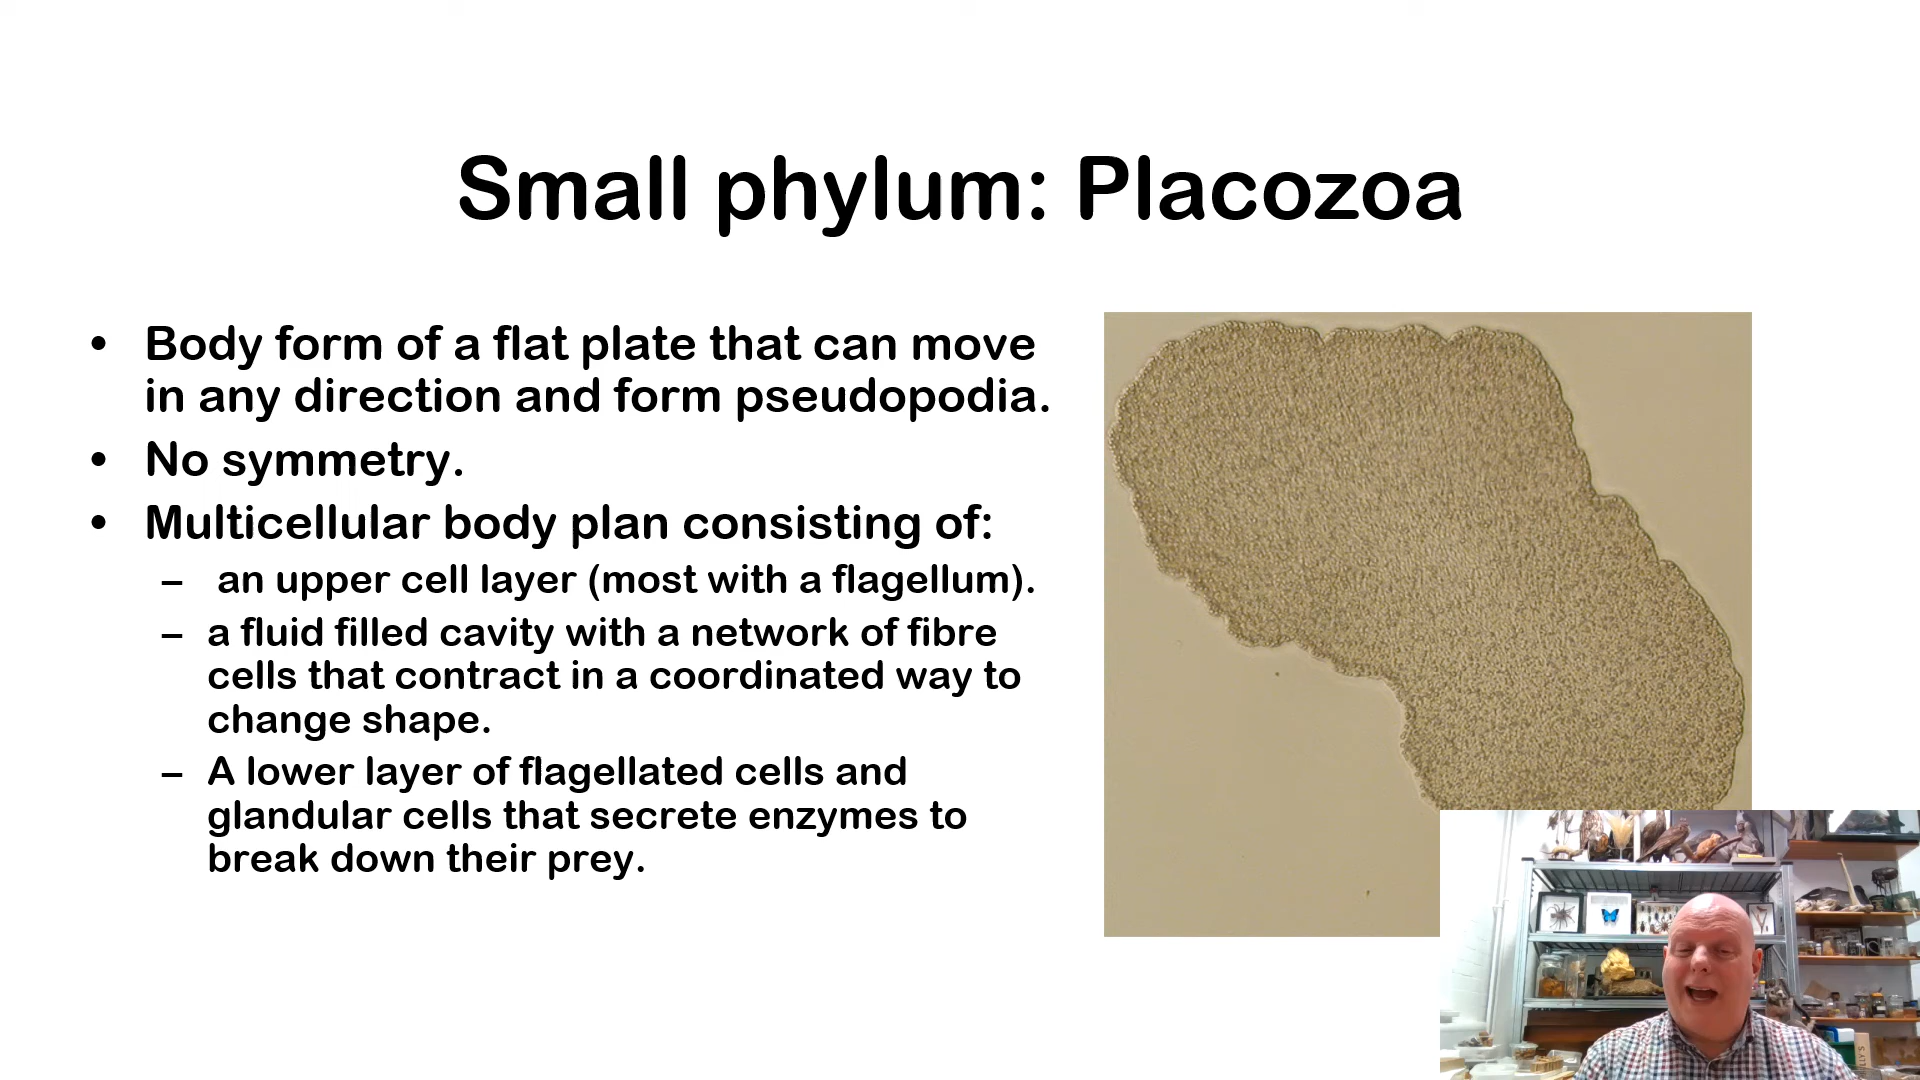 Small phylum: Placozoa
• Body form of a flat plate that can move
in any direction and form pseudopodia.
• No symmetry.
• Multicellular body plan consisting of:
– an upper cell layer (most with a flagellum).
– a fluid filled cavity with a network of fibre
cells that contract in a coordinated way to
change shape.
– A lower layer of flagellated cells and
glandular cells that secrete enzymes to
break down their prey.